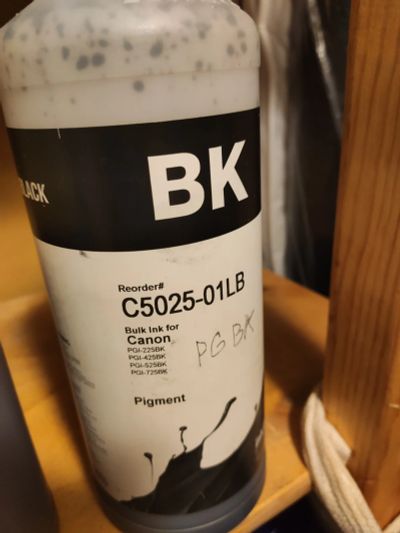 BLACK
BK
Reorder#
C5025-01LB
Bulk Ink for
Canon
PGI-225BK
PGI-425BK
PGI-525BK
PGI-725BK
PG BK
Pigment